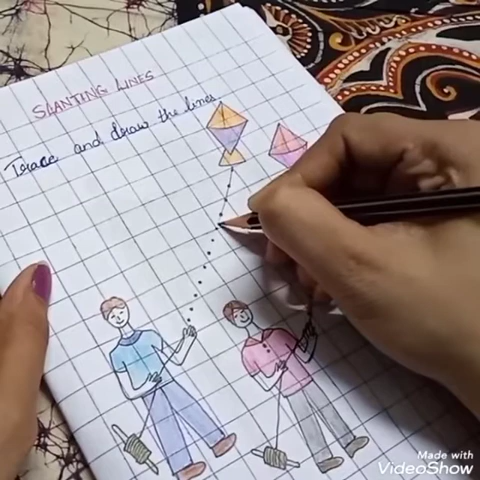 SLANTING LINES
Trace and draw the lines
Made with
VideoShow